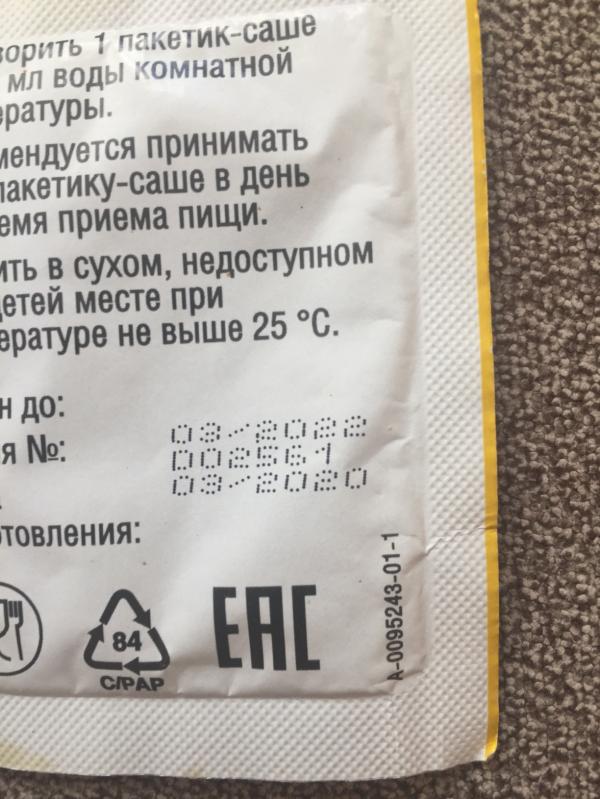 ворить 1 пакетик-саше
мл воды комнатной
ературы.
мендуется принимать
пакетику-саше в день
емя приема пищи.
ить в сухом, недоступном
детей месте при
ературе не выше 25 °С.
н до:
03/2022
я №:
002561
03/2020
отовления:
84
C/PAP
EAC
A-0095243-01-1